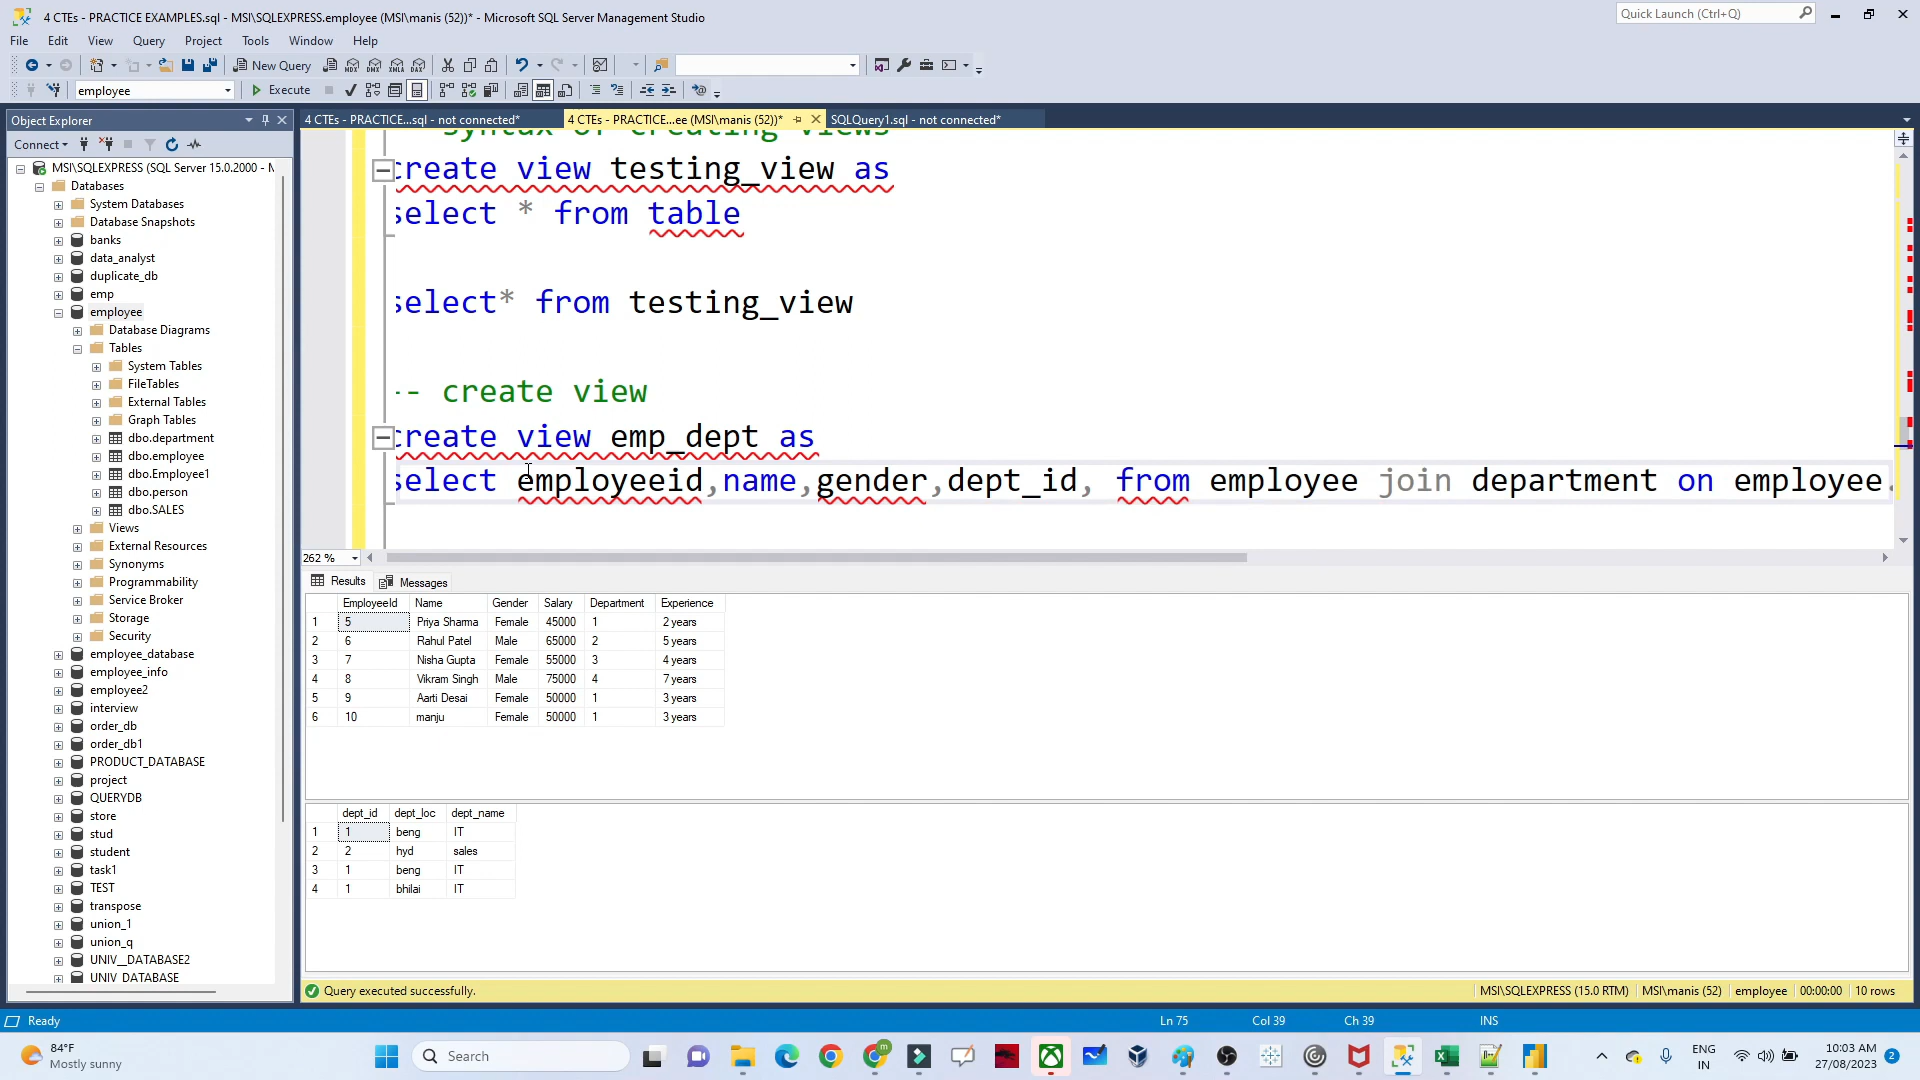 4 CTEs - PRACTICE EXAMPLES.sql - MSI\SQLEXPRESS.employee (MSI\manis (52))* - Microsoft SQL Server Management Studio
Quick Launch (Ctrl+Q)
File Edit View Query Project Tools Window Help
New Query
employee
Execute
Object Explorer
4 CTEs - PRACTICE...sql - not connected*
4 CTEs - PRACTICE...ee (MSI\manis (52))*
SQLQuery1.sql - not connected*
Connect
MSI\SQLEXPRESS (SQL Server 15.0.2000 - M
Databases
System Databases
Database Snapshots
banks
data_analyst
duplicate_db
emp
employee
Database Diagrams
Tables
System Tables
FileTables
External Tables
Graph Tables
dbo.department
dbo.employee
dbo.Employee1
dbo.person
dbo.SALES
Views
External Resources
Synonyms
Programmability
Service Broker
Storage
Security
employee_database
employee_info
employee2
interview
order_db
order_db1
PRODUCT_DATABASE
project
QUERYDB
store
stud
student
task1
TEST
transpose
union_1
union_q
UNIV__DATABASE2
UNIV_DATABASE
syntax of creating views
create view testing_view as
select * from table
select* from testing_view
-- create view
create view emp_dept as
select employeeid,name,gender,dept_id, from employee join department on employee.
262 %
Results Messages
EmployeeId Name Gender Salary Department Experience
1 5 Priya Sharma Female 45000 1 2 years
2 6 Rahul Patel Male 65000 2 5 years
3 7 Nisha Gupta Female 55000 3 4 years
4 8 Vikram Singh Male 75000 4 7 years
5 9 Aarti Desai Female 50000 1 3 years
6 10 manju Female 50000 1 3 years
dept_id dept_loc dept_name
1 1 beng IT
2 2 hyd sales
3 1 beng IT
4 1 bhilai IT
Query executed successfully.
MSI\SQLEXPRESS (15.0 RTM) MSI\manis (52) employee 00:00:00 10 rows
Ready
Ln 75 Col 39 Ch 39 INS
84°F
Mostly sunny
Search
m
ENG
IN
10:03 AM
27/08/2023
2